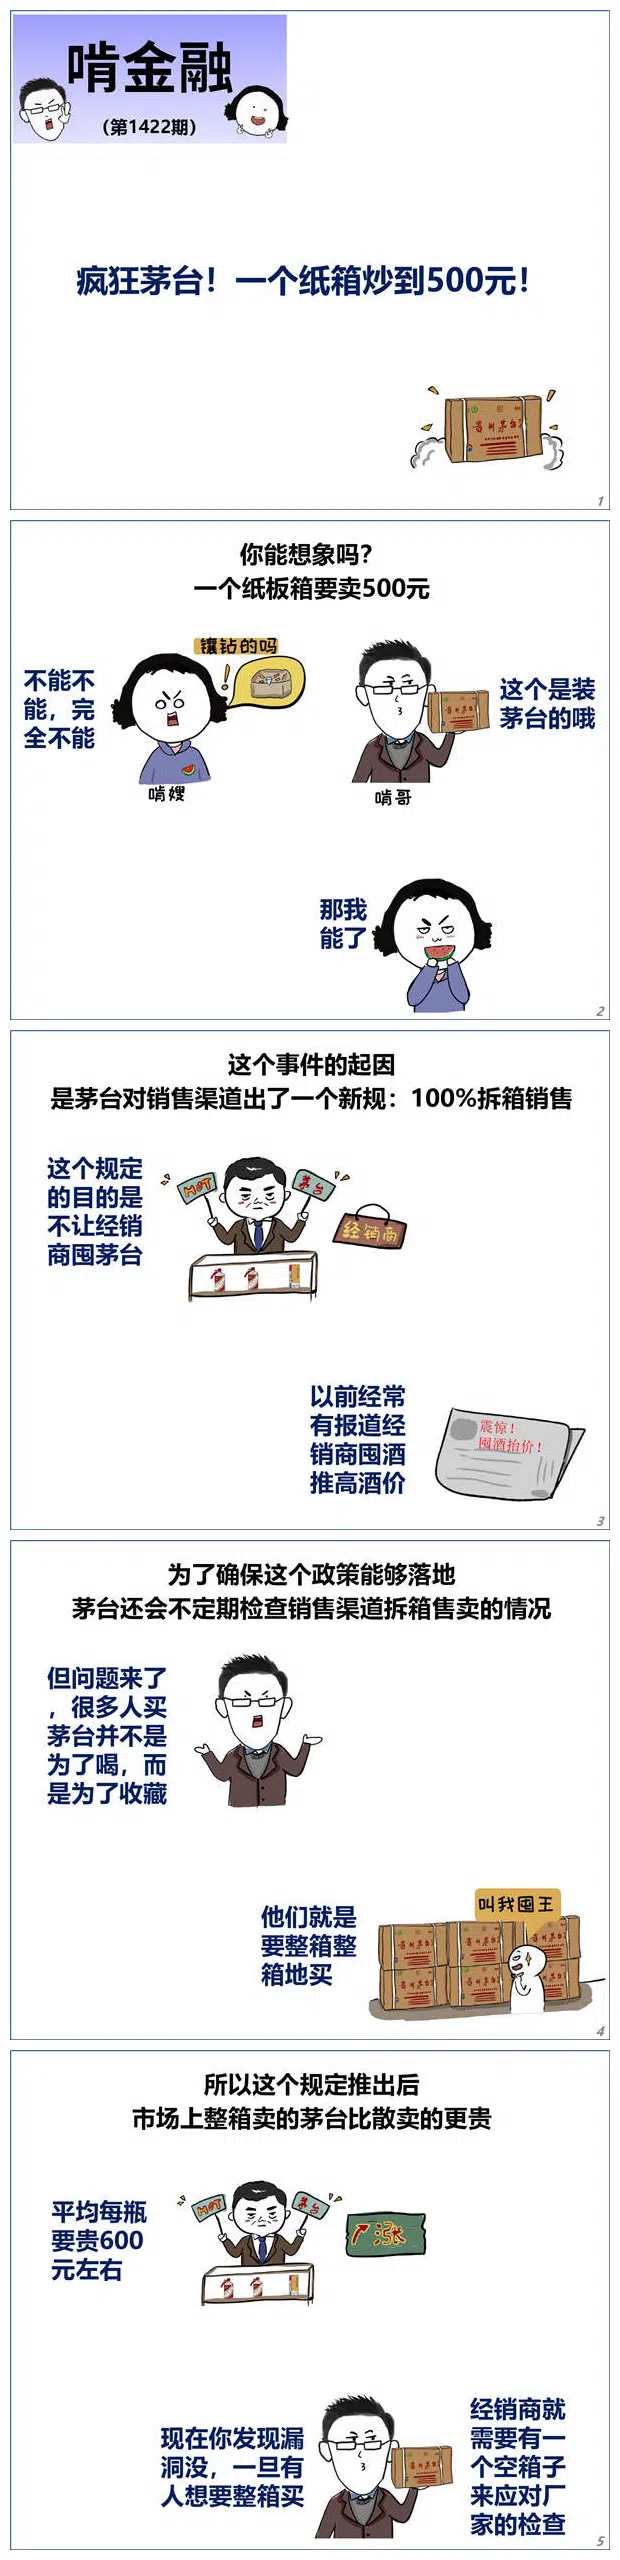 啃金融
（第1422期）
疯狂茅台！一个纸箱炒到500元！
贵州茅台酒
1
你能想象吗？
一个纸板箱要卖500元
镶钻的吗
不能不
能，完
全不能
啃嫂
这个是装
茅台的哦
啃哥
那我
能了
2
这个事件的起因
是茅台对销售渠道出了一个新规：100%拆箱销售
这个规定
的目的是
不让经销
商囤茅台
HOT
茅台
经销商
以前经常
有报道经
销商囤酒
推高酒价
震惊！
囤酒抬价！
3
为了确保这个政策能够落地
茅台还会不定期检查销售渠道拆箱售卖的情况
但问题来了
，很多人买
茅台并不是
为了喝，而
是为了收藏
他们就是
要整箱整
箱地买
叫我囤王
4
所以这个规定推出后
市场上整箱卖的茅台比散卖的更贵
平均每瓶
要贵600
元左右
HOT
茅台
涨
现在你发现漏
洞没，一旦有
人想要整箱买
经销商就
需要有一
个空箱子
来应对厂
家的检查
5